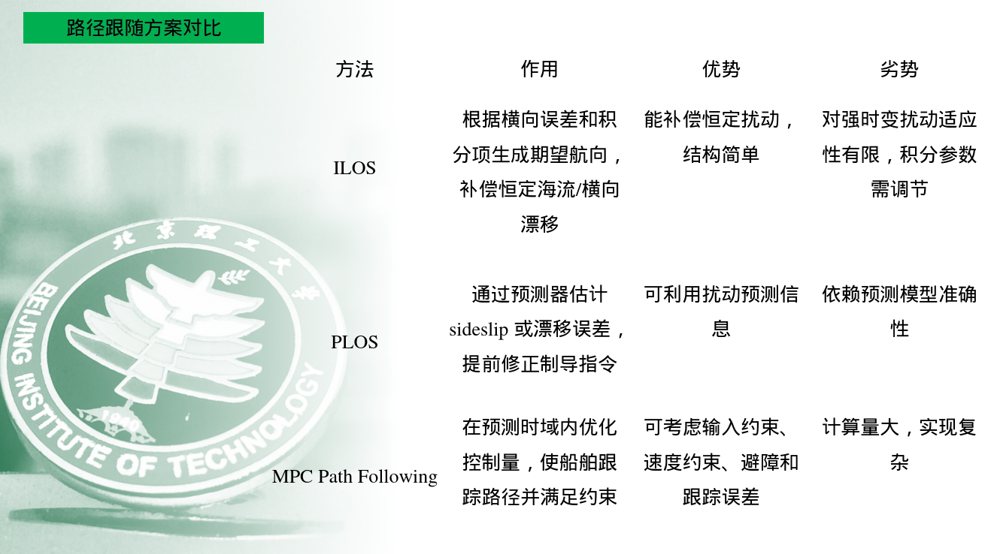 路径跟随方案对比
方法 作用 优势 劣势
ILOS
根据横向误差和积
分项生成期望航向，
补偿恒定海流/横向
漂移
能补偿恒定扰动，
结构简单
对强时变扰动适应
性有限，积分参数
需调节
PLOS
通过预测器估计
sideslip 或漂移误差，
提前修正制导指令
可利用扰动预测信
息
依赖预测模型准确
性
MPC Path Following
在预测时域内优化
控制量，使船舶跟
踪路径并满足约束
可考虑输入约束、
速度约束、避障和
跟踪误差
计算量大，实现复
杂
北京理工大学
BEIJING INSTITUTE OF TECHNOLOGY
1940